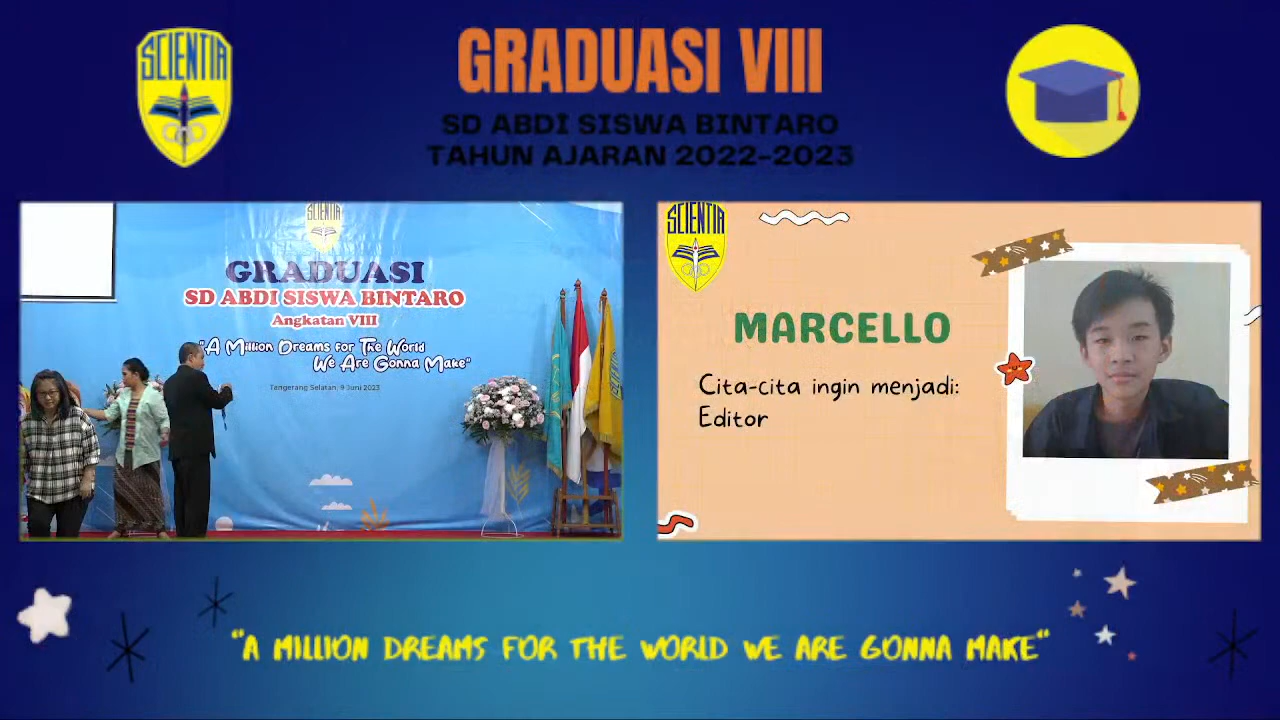 SCIENTIA
GRADUASI VIII
SD ABDI SISWA BINTARO
TAHUN AJARAN 2022-2023
SCIENTIA
GRADUASI
SD ABDI SISWA BINTARO
Angkatan VIII
"A Million Dreams for The World
We Are Gonna Make"
Tangerang Selatan, 9 Juni 2023
SCIENTIA
MARCELLO
Cita-cita ingin menjadi:
Editor
"A MILLION DREAMS FOR THE WORLD WE ARE GONNA MAKE"